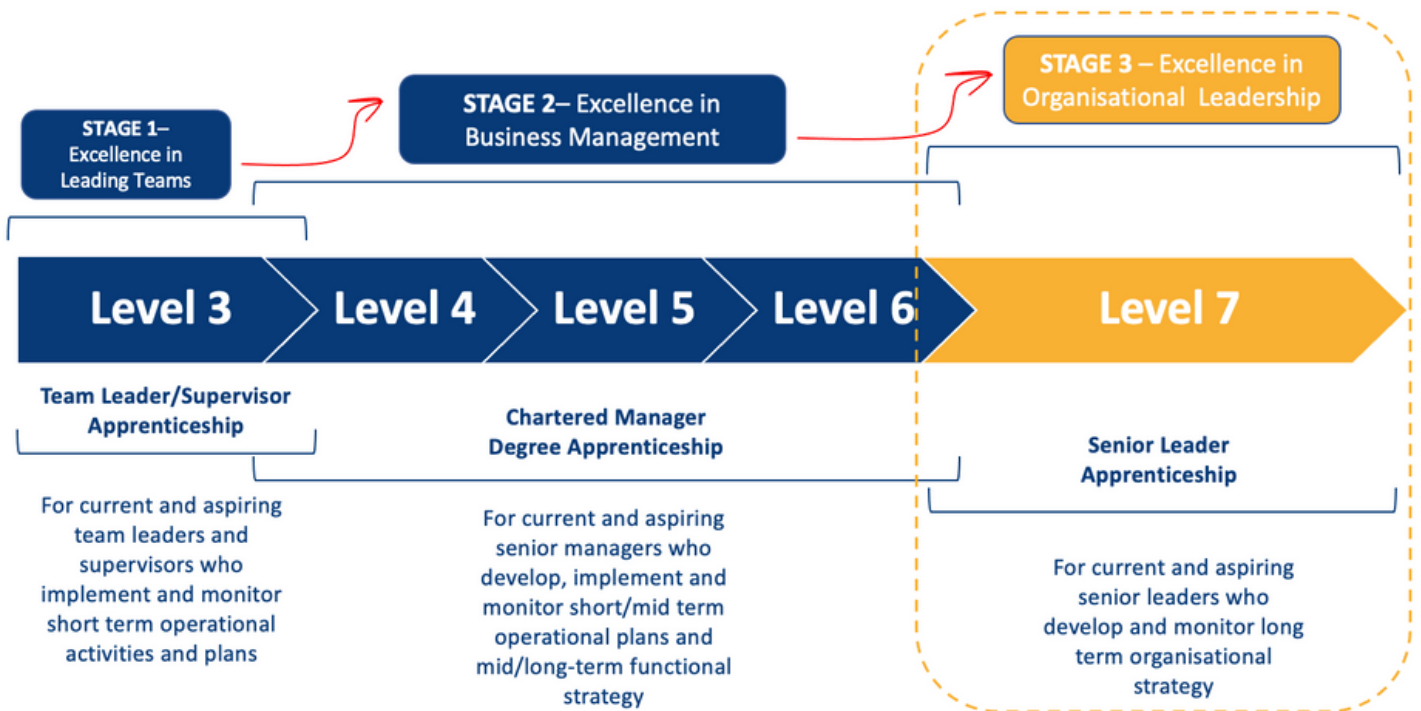 STAGE 1–
Excellence in
Leading Teams
STAGE 2– Excellence in
Business Management
STAGE 3 – Excellence in
Organisational Leadership
Level 3
Level 4
Level 5
Level 6
Level 7
Team Leader/Supervisor
Apprenticeship
For current and aspiring
team leaders and
supervisors who
implement and monitor
short term operational
activities and plans
Chartered Manager
Degree Apprenticeship
For current and aspiring
senior managers who
develop, implement and
monitor short/mid term
operational plans and
mid/long-term functional
strategy
Senior Leader
Apprenticeship
For current and aspiring
senior leaders who
develop and monitor long
term organisational
strategy